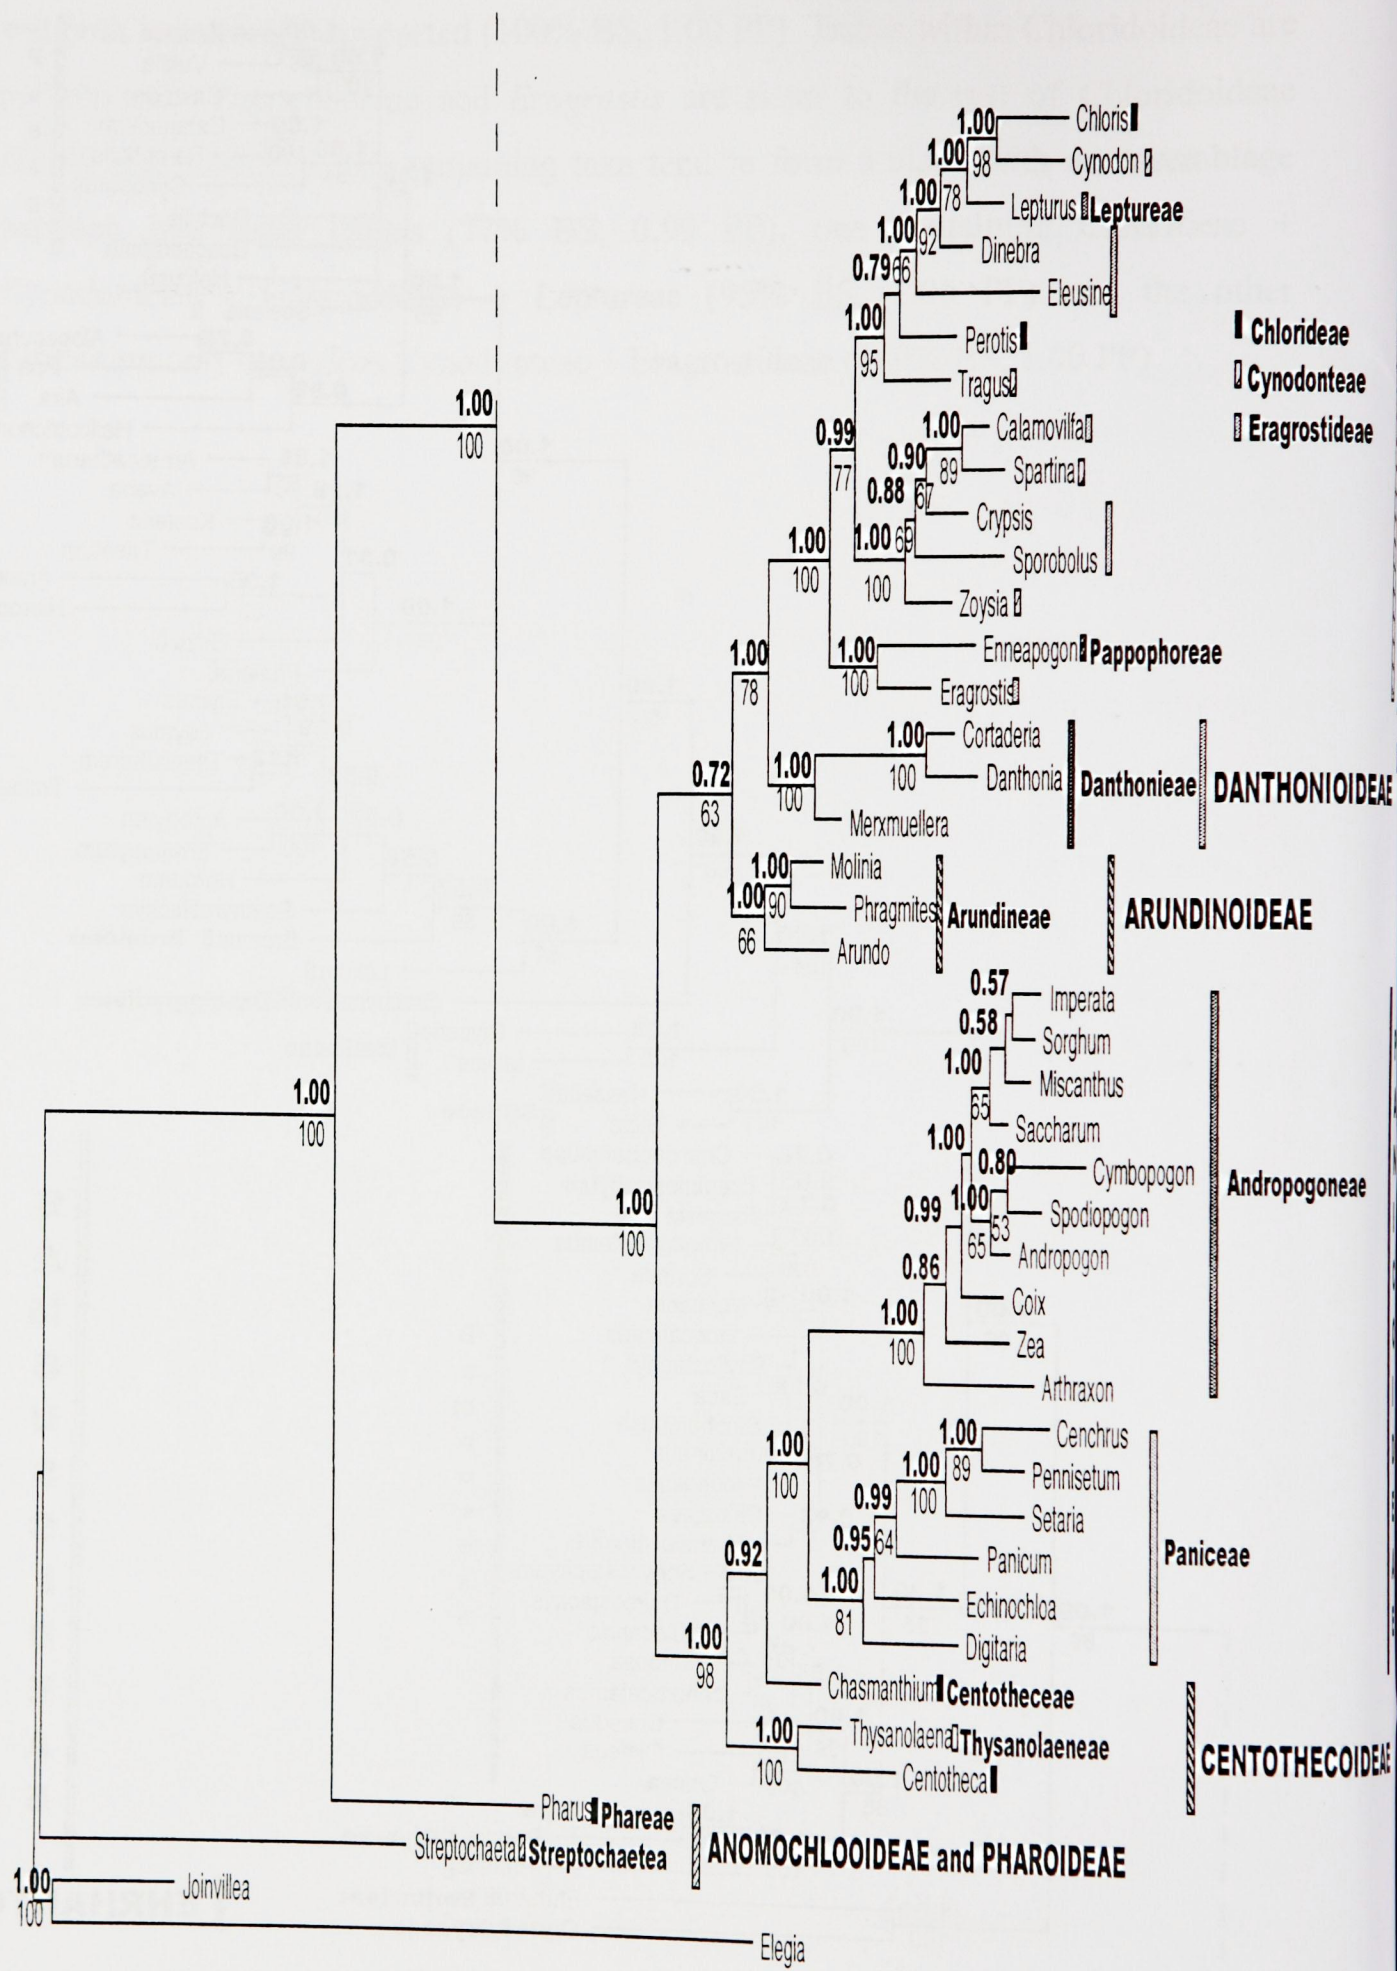 1.00 Chloris
1.00 98 Cynodon
1.00 78 Lepturus Leptureae
1.00 92 Dinebra
0.79 66 Eleusine
1.00 Perotis Chlorideae
95 Tragus Cynodonteae
1.00 100
0.99 1.00 Calamovilfa Eragrostideae
77 0.90 89 Spartina
0.88 67 Crypsis
1.00 1.00 69 Sporobolus
100 100 Zoysia
1.00 1.00 Enneapogon Pappophoreae
78 100 Eragrostis
1.00 Cortaderia
0.72 1.00 100 Danthonia Danthonieae DANTHONIOIDEAE
63 100 Merxmuellera
1.00 Molinia
1.00 90 Phragmites Arundineae ARUNDINOIDEAE
66 Arundo
0.57 Imperata
0.58 Sorghum
1.00 Miscanthus
1.00 65 Saccharum
100 1.00 0.80 Cymbopogon Andropogoneae
1.00 0.99 1.00 53 Spodiopogon
100 65 Andropogon
0.86 Coix
1.00 Zea
100 Arthraxon
1.00 1.00 Cenchrus
100 1.00 89 Pennisetum
0.99 100 Setaria
0.92 0.95 64 Panicum Paniceae
1.00 Echinochloa
1.00 81 Digitaria
98 Chasmanthium Centotheceae
1.00 Thysanolaena Thysanolaeneae CENTOTHECOIDEAE
100 Centotheca
Pharus Phareae
Streptochaeta Streptochaetea ANOMOCHLOOIDEAE and PHAROIDEAE
1.00 Joinvillea
100
Elegia